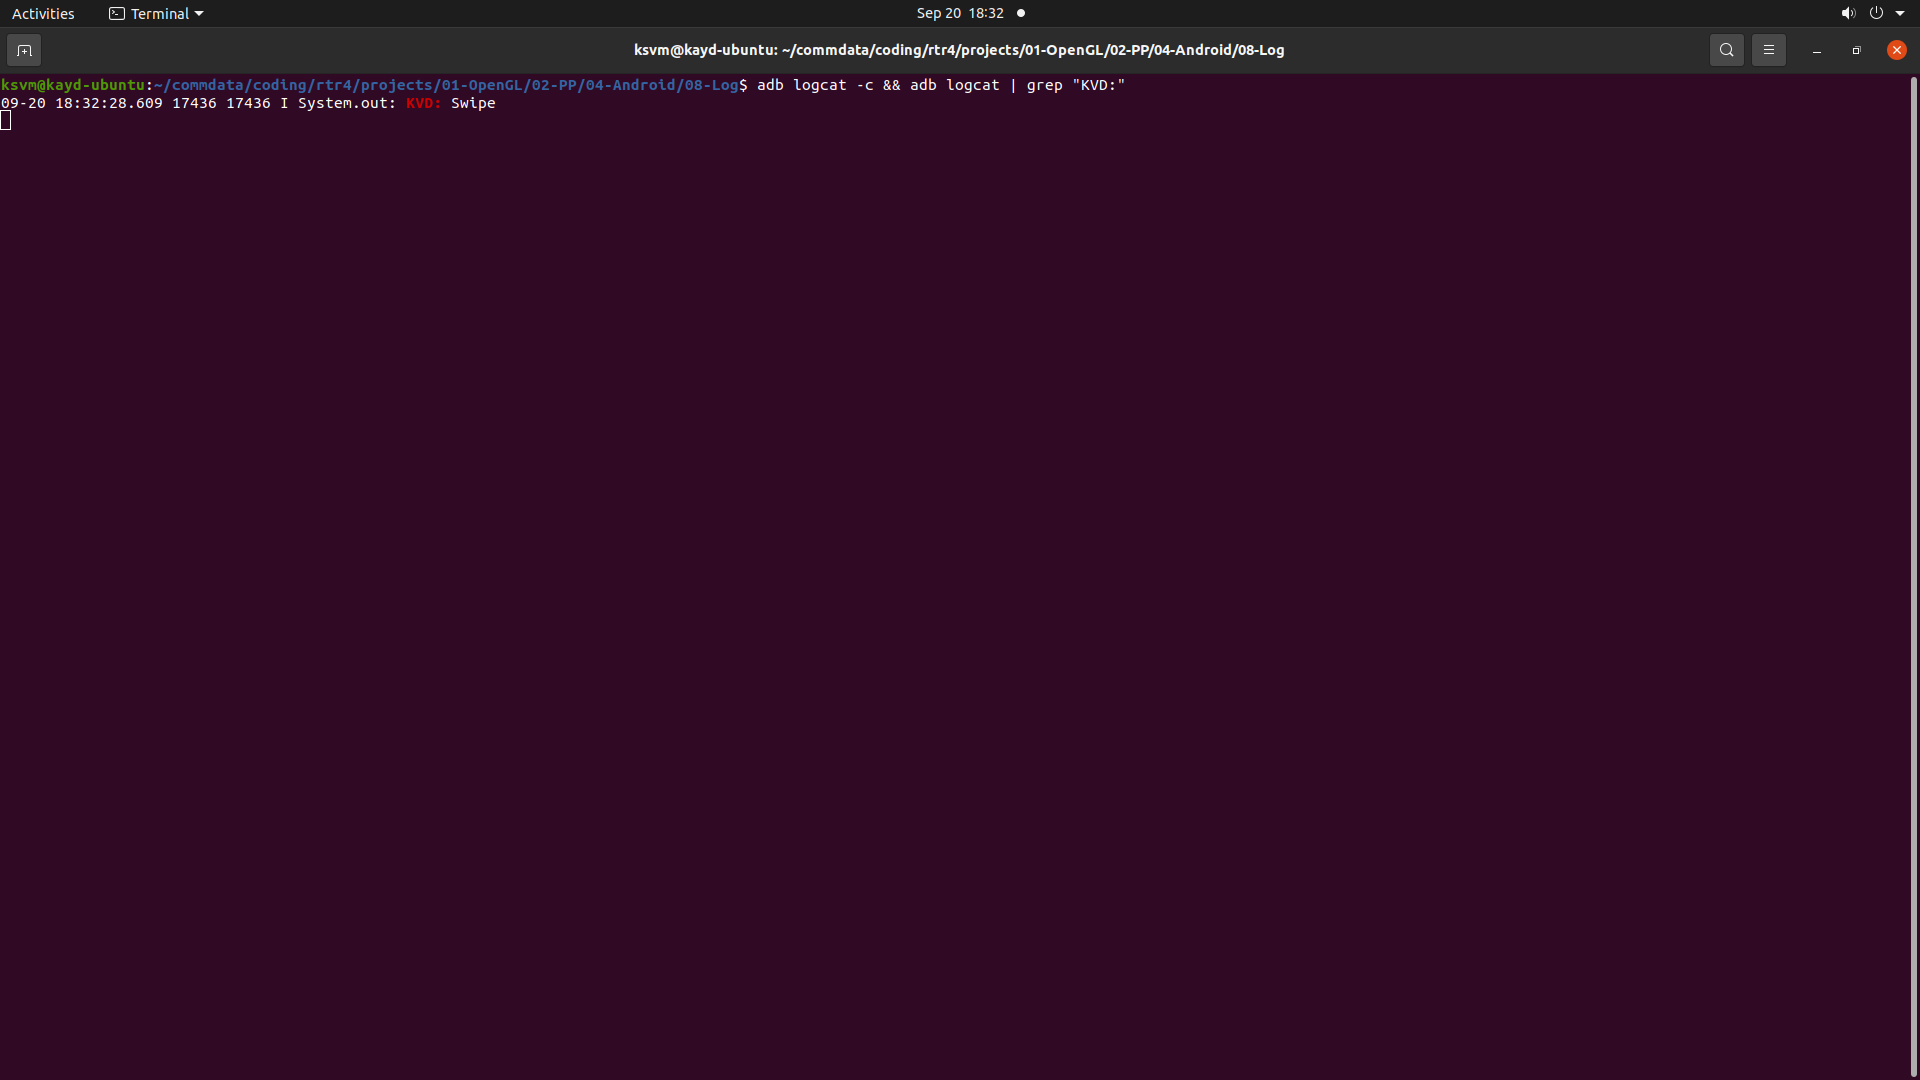 Activities Terminal Sep 20 18:32
ksvm@kayd-ubuntu: ~/commdata/coding/rtr4/projects/01-OpenGL/02-PP/04-Android/08-Log
ksvm@kayd-ubuntu:~/commdata/coding/rtr4/projects/01-OpenGL/02-PP/04-Android/08-Log$ adb logcat -c && adb logcat | grep "KVD:"
09-20 18:32:28.609 17436 17436 I System.out: KVD: Swipe